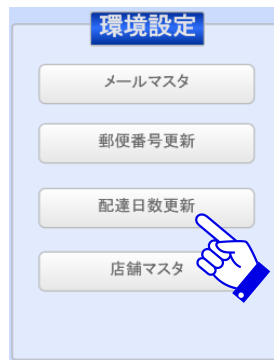 環境設定
メールマスタ
郵便番号更新
配達日数更新
店舗マスタ